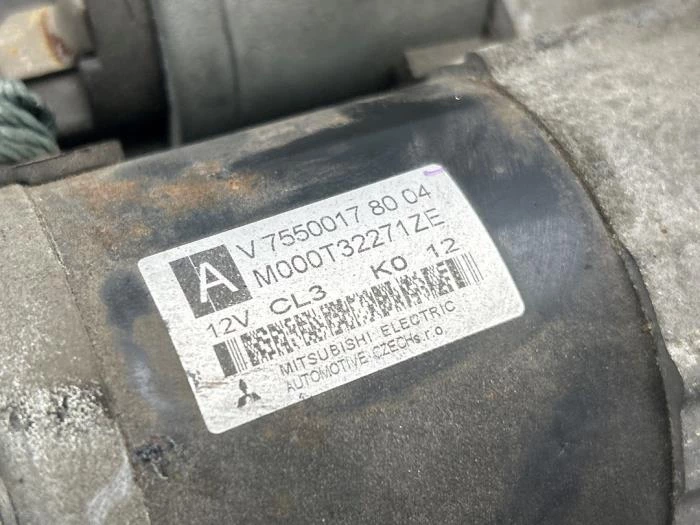 A
V 7550017 80 04
M000T32271ZE
12V CL3 K0 12
MITSUBISHI ELECTRIC
AUTOMOTIVE CZECH s.r.o.